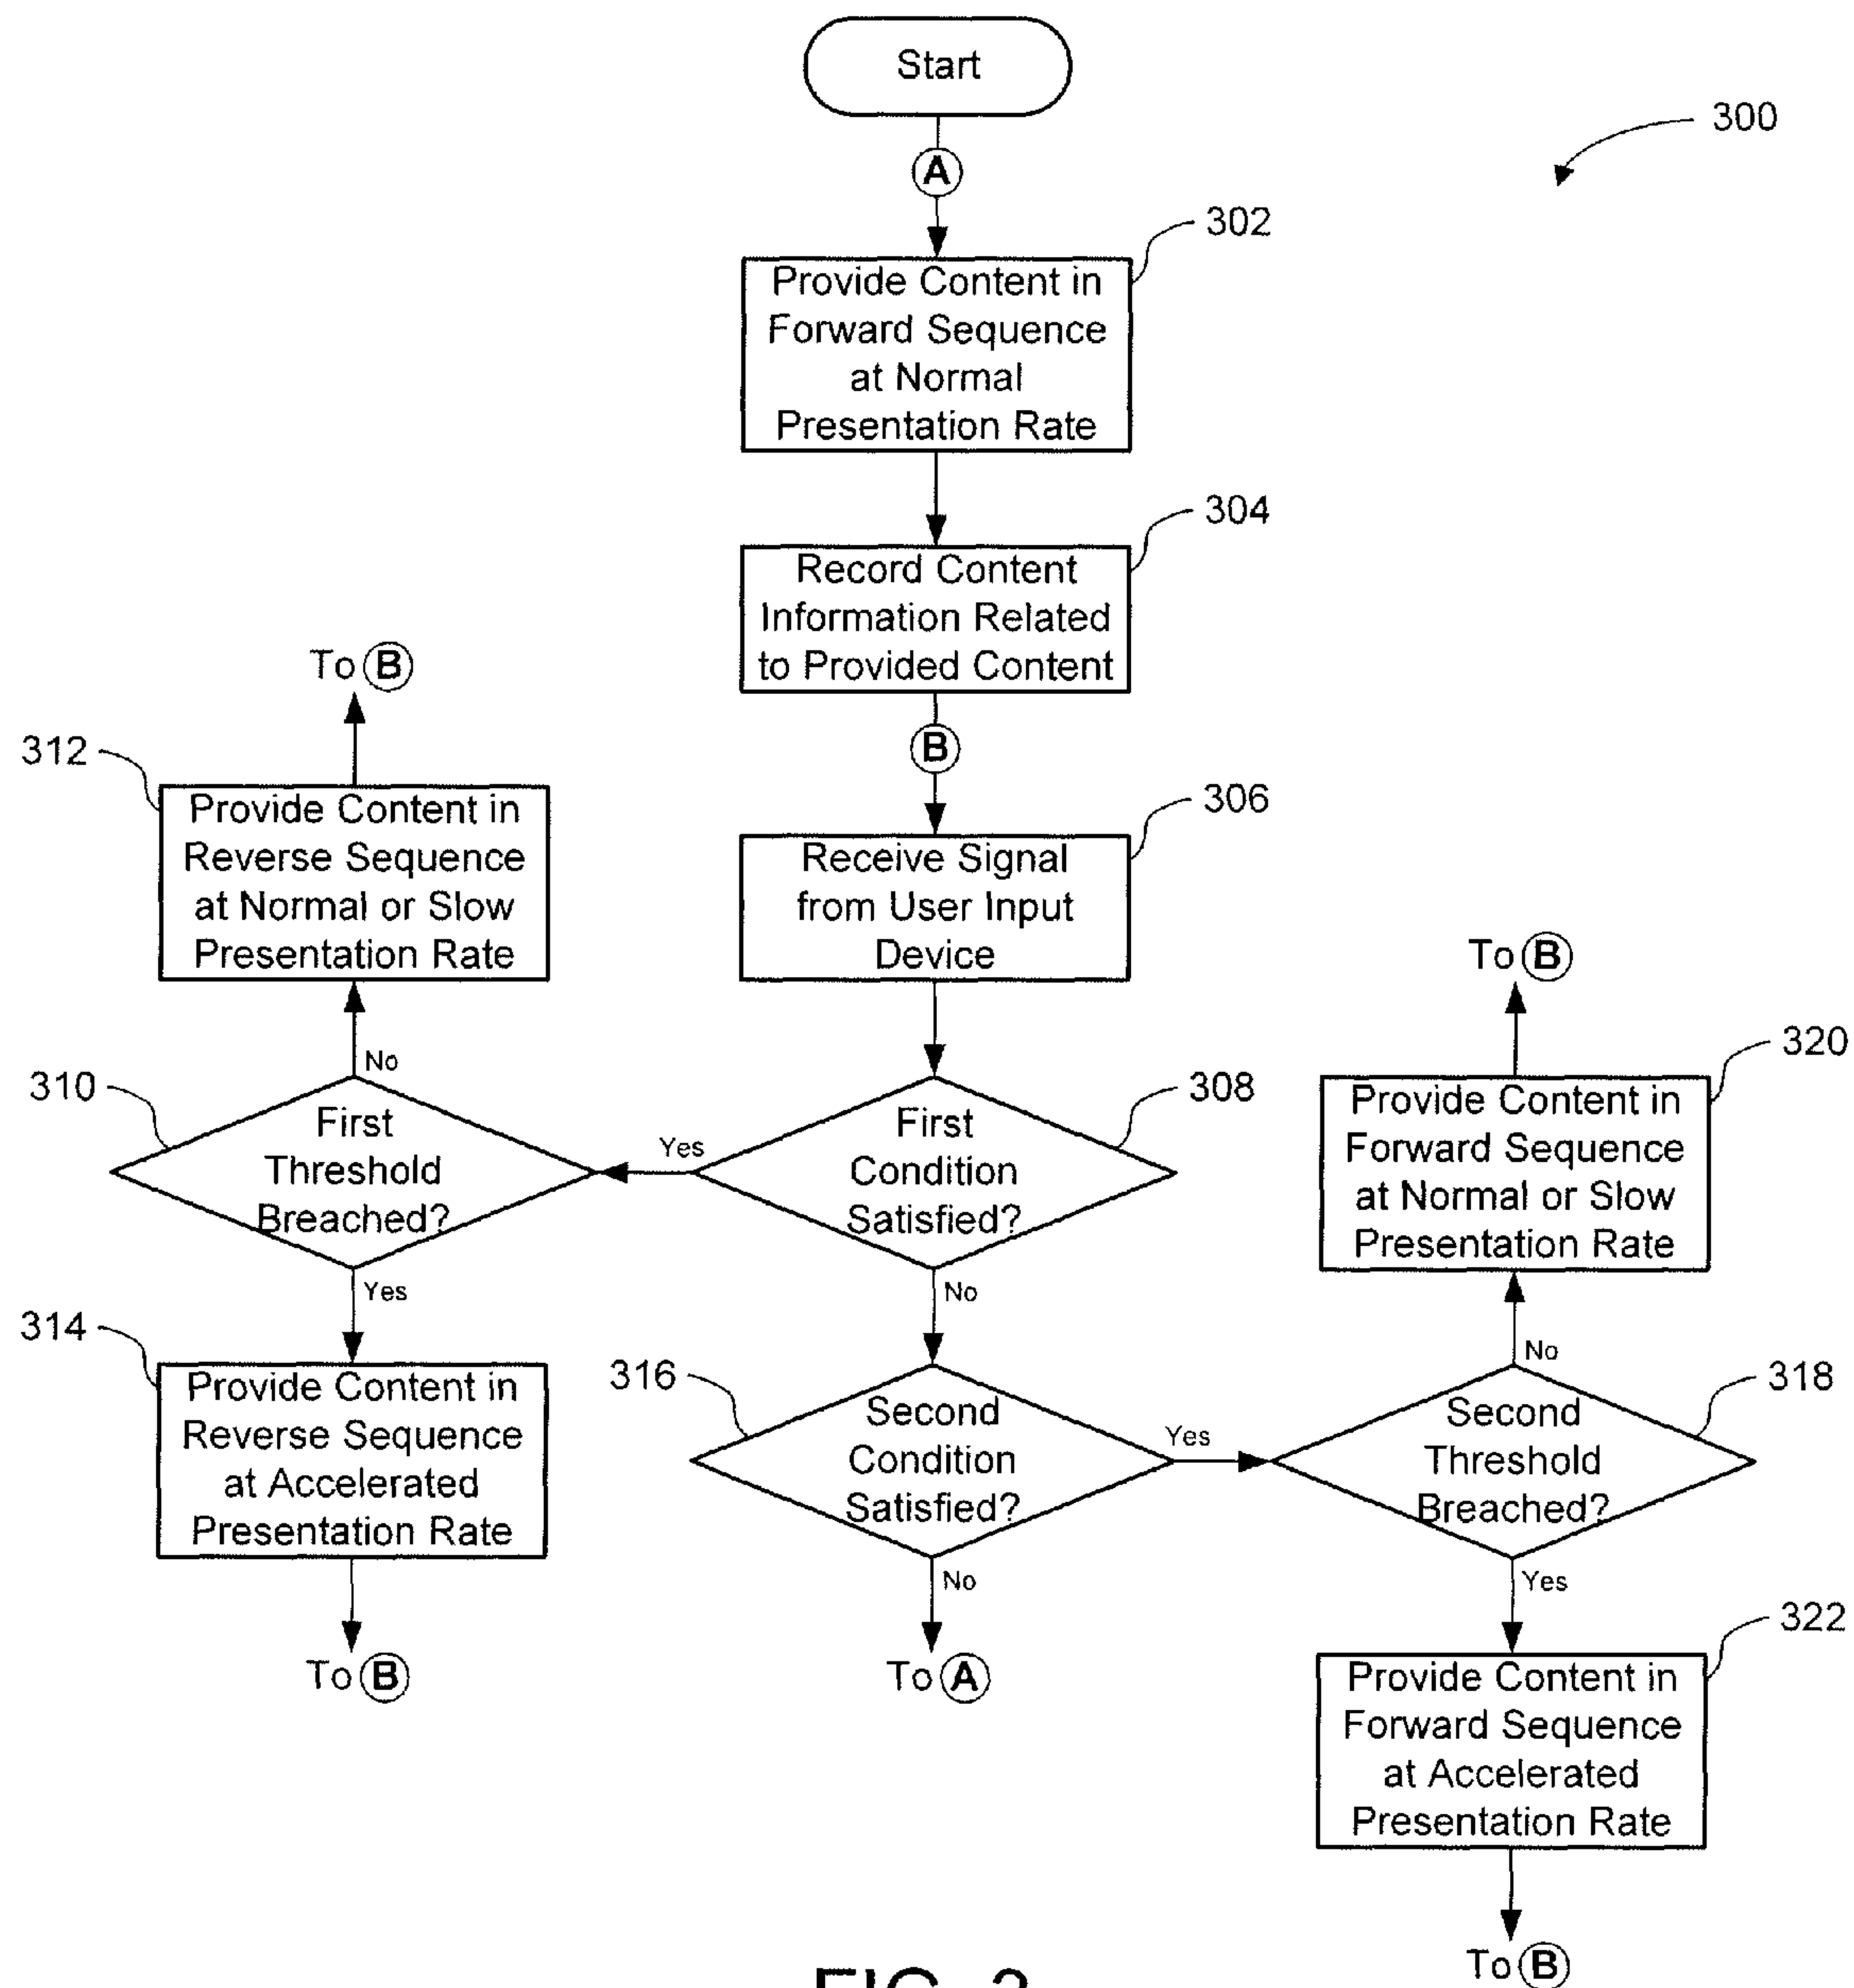 Start
300
A
302
Provide Content in
Forward Sequence
at Normal
Presentation Rate
304
Record Content
Information Related
to Provided Content
To B
B
312
Provide Content in
Reverse Sequence
at Normal or Slow
Presentation Rate
306
Receive Signal
from User Input
Device
To B
320
Provide Content in
Forward Sequence
at Normal or Slow
Presentation Rate
No
310
First
Threshold
Breached?
Yes
308
First
Condition
Satisfied?
Yes
No
314
Provide Content in
Reverse Sequence
at Accelerated
Presentation Rate
To B
316
Second
Condition
Satisfied?
Yes
No
To A
No
318
Second
Threshold
Breached?
Yes
322
Provide Content in
Forward Sequence
at Accelerated
Presentation Rate
To B